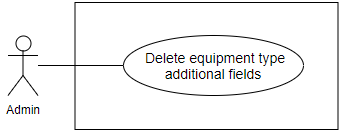 Delete equipment type
additional fields
Admin